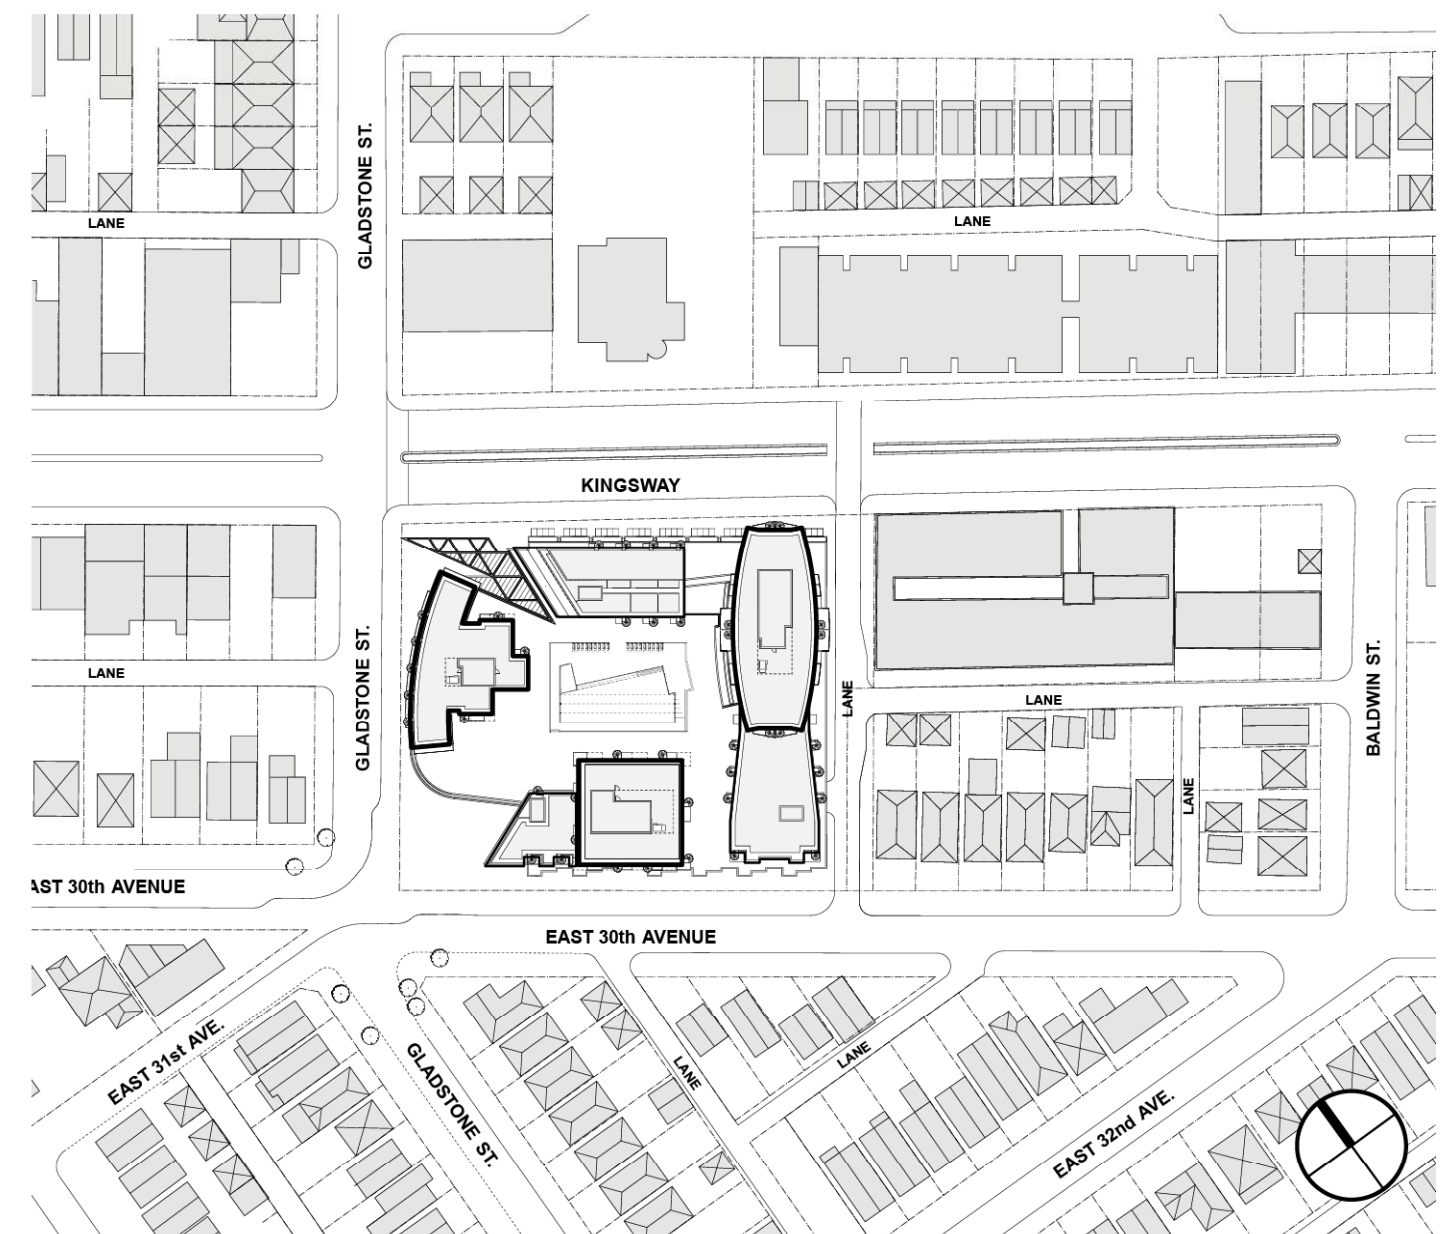 GLADSTONE ST.
LANE
LANE
KINGSWAY
LANE
GLADSTONE ST.
LANE
LANE
BALDWIN ST.
LANE
AST 30th AVENUE
EAST 30th AVENUE
EAST 31st AVE.
GLADSTONE ST.
LANE
LANE
EAST 32nd AVE.